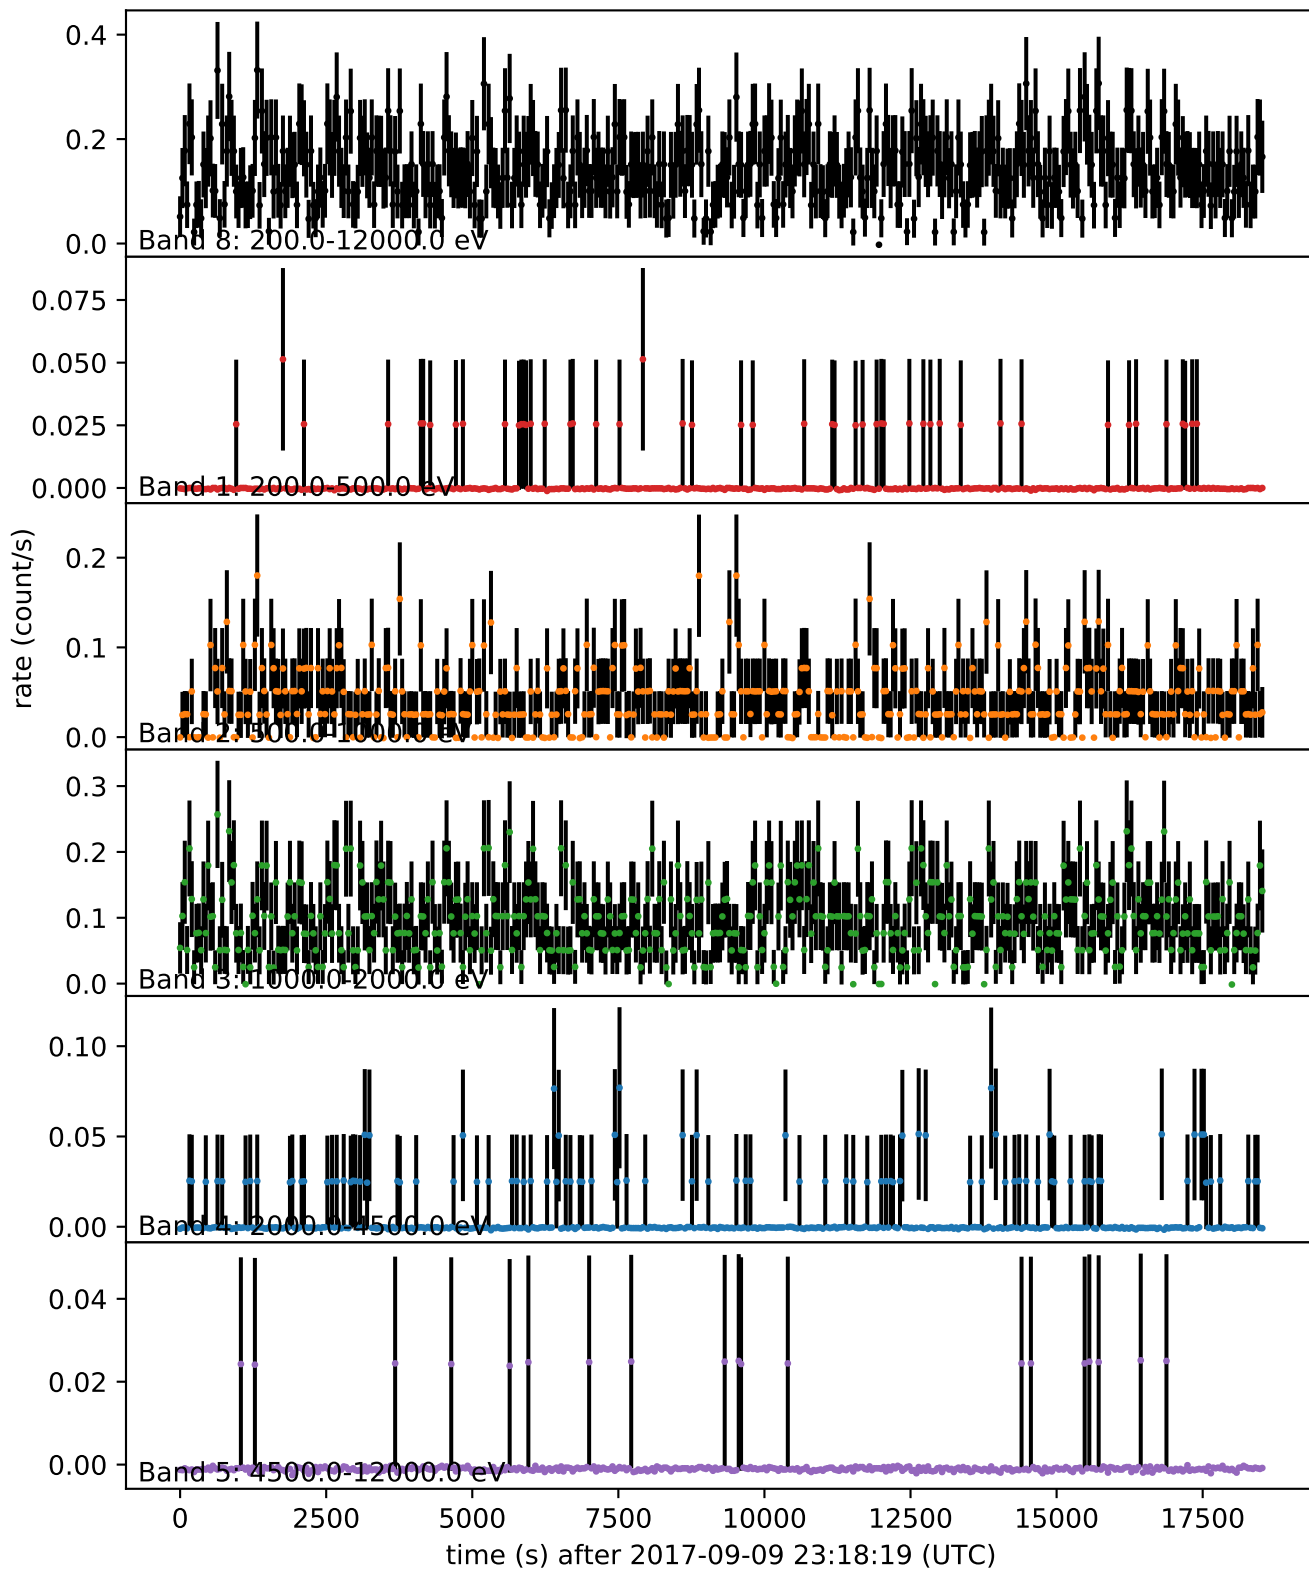 0.4
0.2
0.0
Band 8: 200.0-12000.0 eV
0.075
0.050
0.025
0.000
Band 1: 200.0-500.0 eV
0.2
0.1
0.0
Band 2: 500.0-1000.0 eV
rate (count/s)
0.3
0.2
0.1
0.0
Band 3: 1000.0-2000.0 eV
0.10
0.05
0.00
Band 4: 2000.0-4500.0 eV
0.04
0.02
0.00
Band 5: 4500.0-12000.0 eV
0 2500 5000 7500 10000 12500 15000 17500
time (s) after 2017-09-09 23:18:19 (UTC)